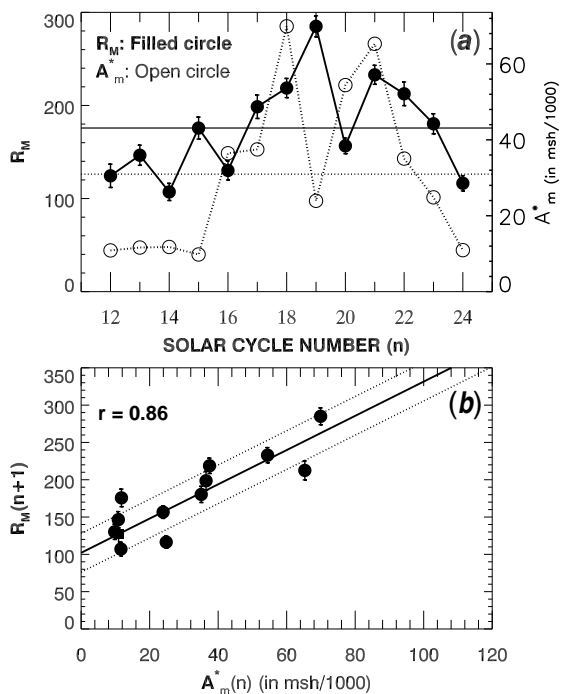 300
R_M: Filled circle
(a)
A*_m: Open circle
60
200
R_M
40
A*_m (in msh/1000)
100
20
0
0
12 14 16 18 20 22 24
SOLAR CYCLE NUMBER (n)
350
(b)
300
r = 0.86
250
R_M(n+1)
200
150
100
50
0
0 20 40 60 80 100 120
A*_m(n) (in msh/1000)